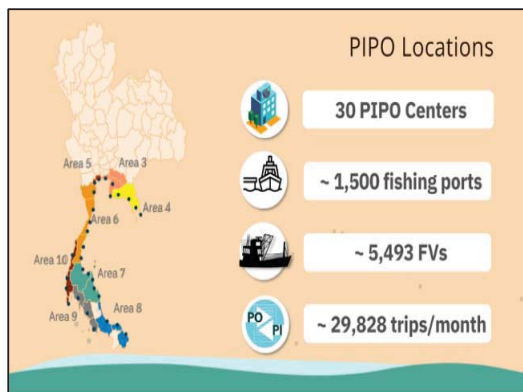 PIPO Locations
30 PIPO Centers
~ 1,500 fishing ports
~ 5,493 FVs
PO
PI
~ 29,828 trips/month
Area 5
Area 3
Area 4
Area 6
Area 10
Area 7
Area 9
Area 8